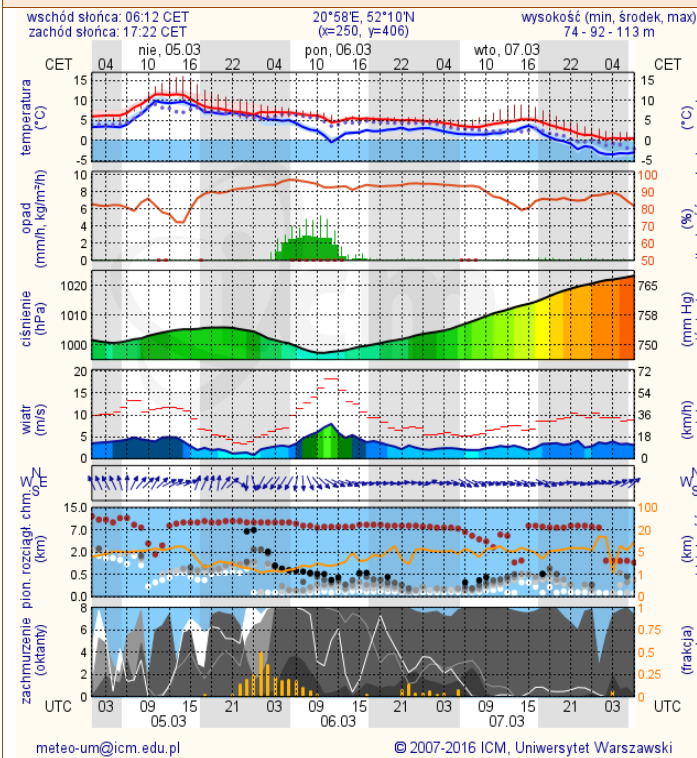 wschód słońca: 06:12 CET 20°58'E, 52°10'N wysokość (min, środek, max)
zachód słońca: 17:22 CET (x=250, y=406) 74 - 92 - 113 m
nie, 05.03 pon, 06.03 wto, 07.03
CET 04 10 16 22 04 10 16 22 04 10 16 22 04 CET
temperatura (°C) 15 10 5 0 -5 15 10 5 0 -5 (°C)
opad (mm/h, kg/m²/h) 10 8 6 4 2 0 100 90 80 70 60 50 (%)
ciśnienie (hPa) 1020 1010 1000 765 758 750 (mm Hg)
wiatr (m/s) 20 15 10 5 0 72 54 36 18 0 (km/h)
N W E S N W S
pion. rozciągł. chm. (km) 15.0 7.0 2.0 0.5 0.0 100 20 5 1 0 (km)
zachmurzenie (oktanty) 8 6 4 2 0 1 0.75 0.5 0.25 0 (frakcja)
UTC 03 09 15 21 03 09 15 21 03 09 15 21 03 UTC
05.03 06.03 07.03
meteo-um@icm.edu.pl © 2007-2016 ICM, Uniwersytet Warszawski